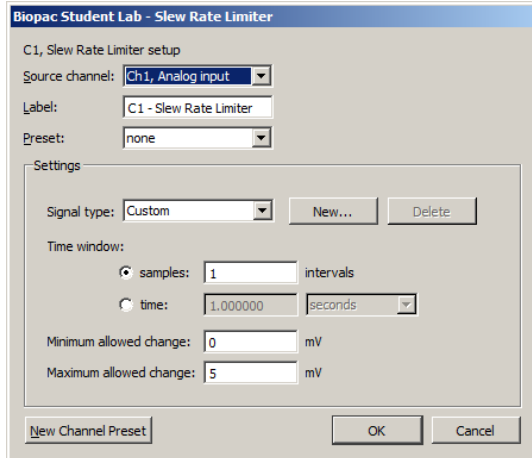 Biopac Student Lab - Slew Rate Limiter
C1, Slew Rate Limiter setup
Source channel: Ch1, Analog input
Label: C1 - Slew Rate Limiter
Preset: none
Settings
Signal type: Custom New... Delete
Time window:
samples: 1 intervals
time: 1.000000 seconds
Minimum allowed change: 0 mV
Maximum allowed change: 5 mV
New Channel Preset OK Cancel